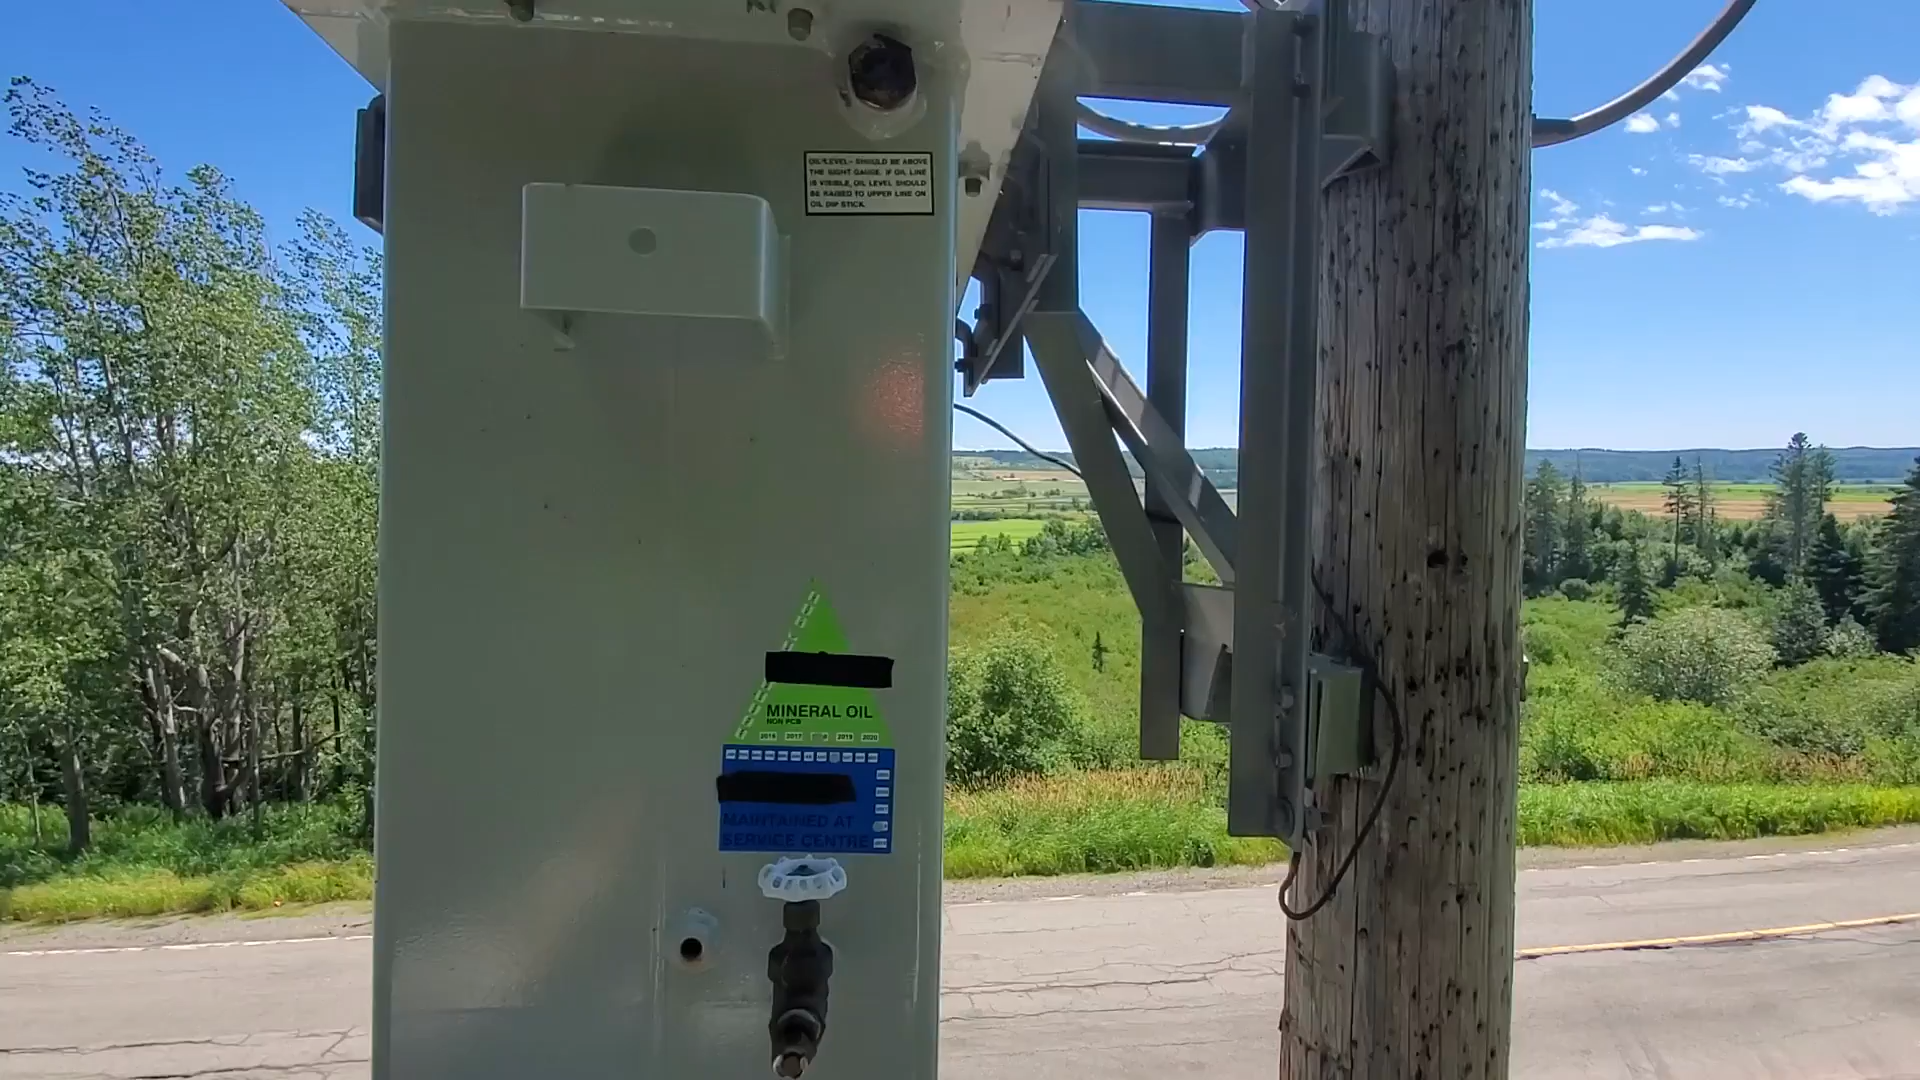 OIL LEVEL- SHOULD BE ABOVE
THE SIGHT GAUGE. IF OIL LINE
IS VISIBLE, OIL LEVEL SHOULD
BE RAISED TO UPPER LINE ON
OIL DIP STICK.
MINERAL OIL
NON PCB
2016 2017 2019 2020
MAINTAINED AT
SERVICE CENTRE